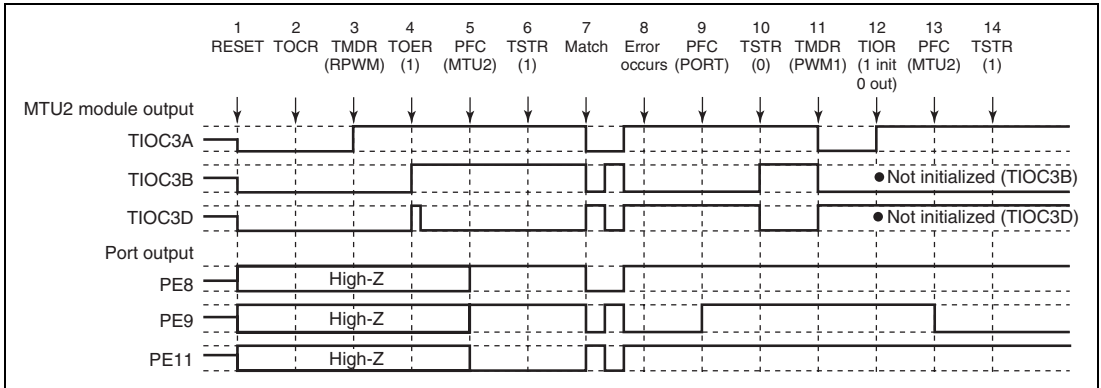 1 2 3 4 5 6 7 8 9 10 11 12 13 14
RESET TOCR TMDR TOER PFC TSTR Match Error PFC TSTR TMDR TIOR PFC TSTR
(RPWM) (1) (MTU2) (1) occurs (PORT) (0) (PWM1) (1 init (MTU2) (1)
0 out)
MTU2 module output
TIOC3A
TIOC3B
●Not initialized (TIOC3B)
TIOC3D
●Not initialized (TIOC3D)
Port output
PE8
High-Z
PE9
High-Z
PE11
High-Z